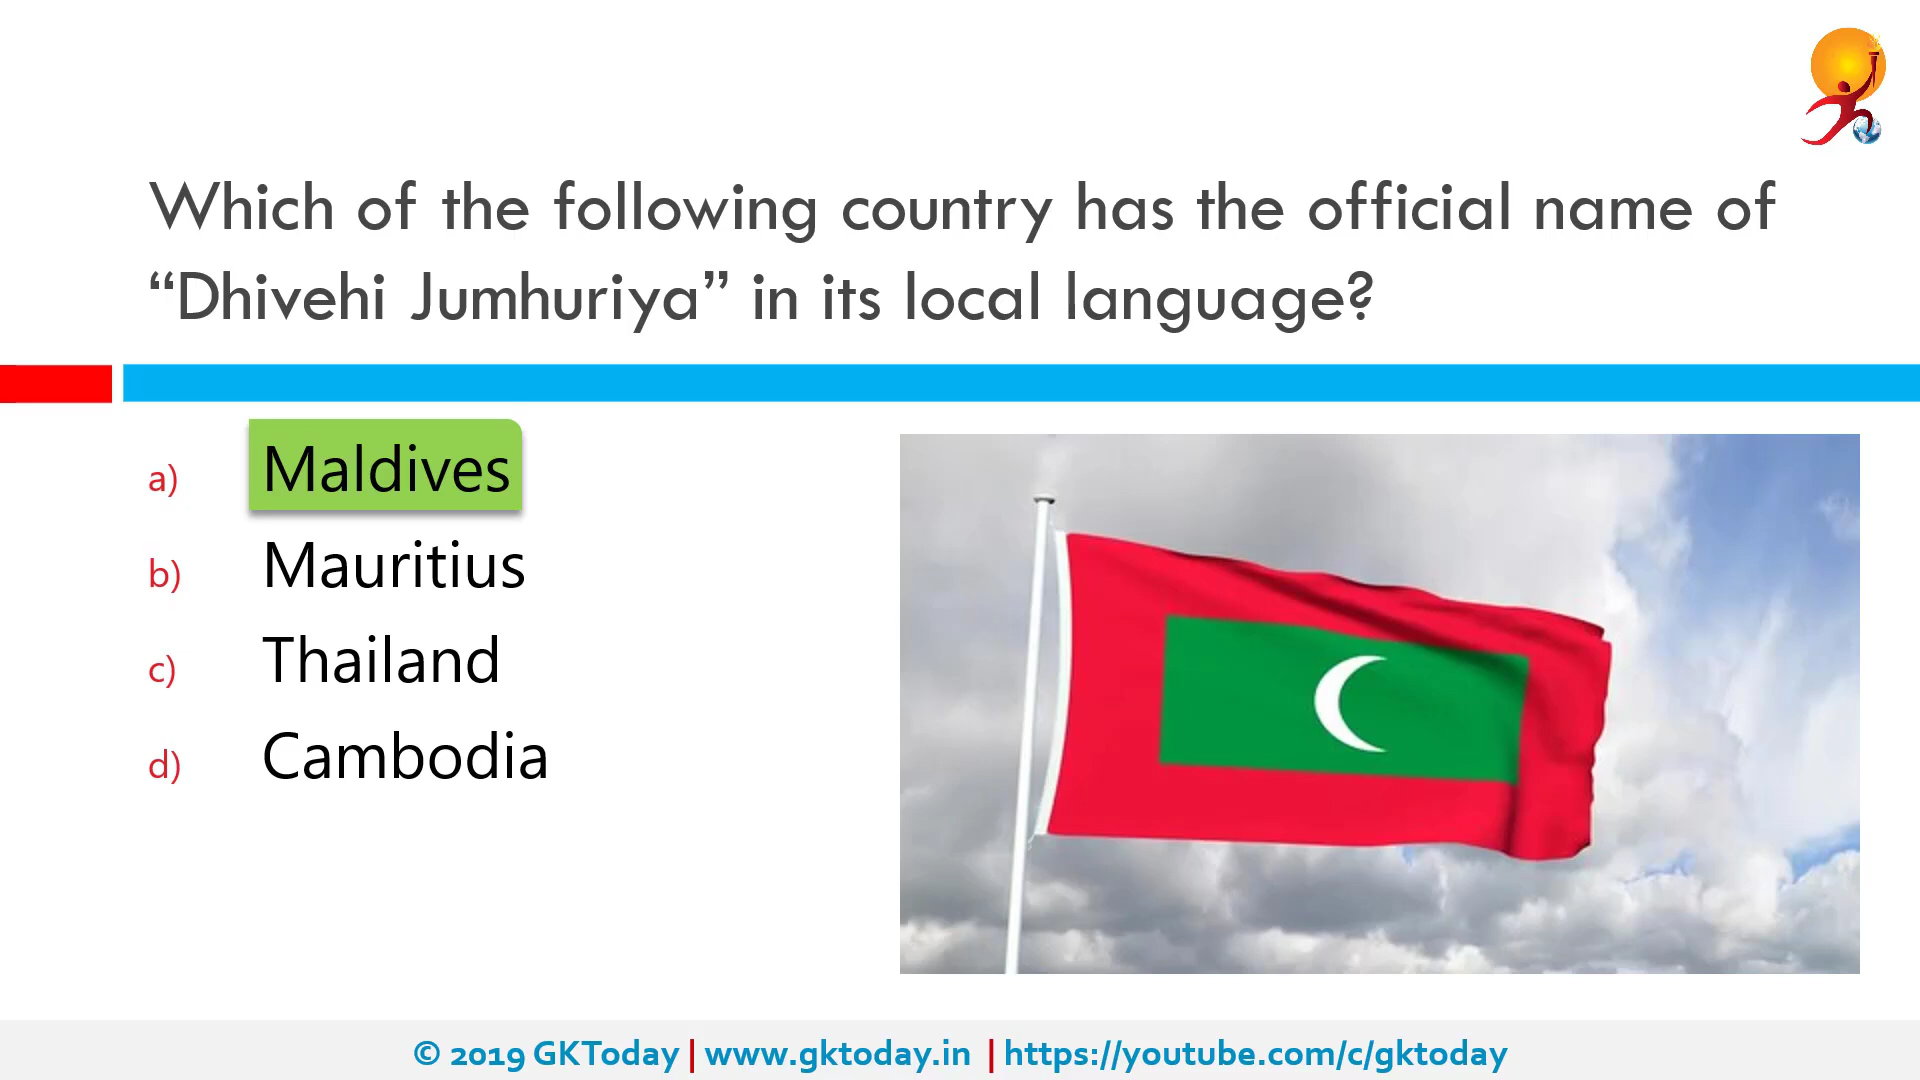 Which of the following country has the official name of
“Dhivehi Jumhuriya” in its local language?
a) Maldives
b) Mauritius
c) Thailand
d) Cambodia
© 2019 GKToday | www.gktoday.in | https://youtube.com/c/gktoday